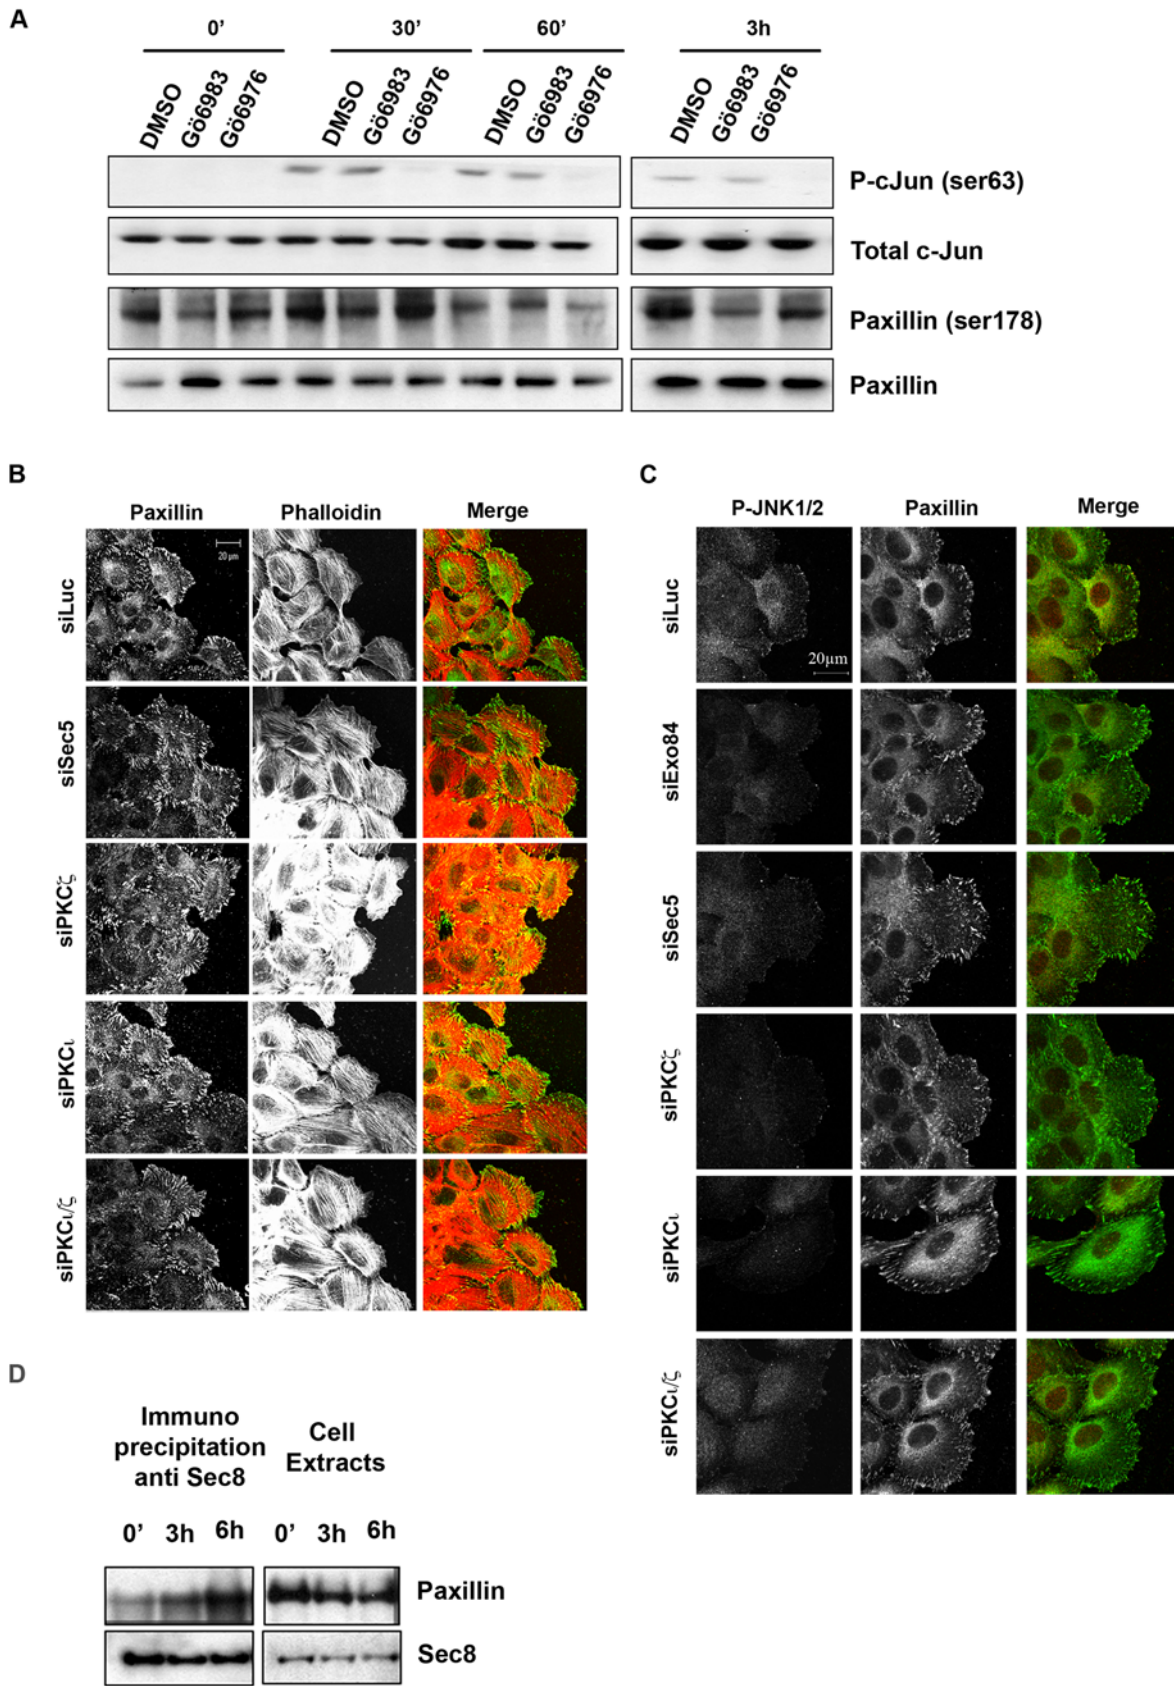 A
0' 30' 60' 3h
DMSO Gö6983 Gö6976 DMSO Gö6983 Gö6976 DMSO Gö6983 Gö6976 DMSO Gö6983 Gö6976
P-cJun (ser63)
Total c-Jun
Paxillin (ser178)
Paxillin
B
Paxillin Phalloidin Merge
20 µm
siLuc
siSec5
siPKCζ
siPKCι
siPKCι/ζ
C
P-JNK1/2 Paxillin Merge
siLuc
20µm
siExo84
siSec5
siPKCζ
siPKCι
siPKCι/ζ
D
Immuno
precipitation
anti Sec8
Cell
Extracts
0' 3h 6h 0' 3h 6h
Paxillin
Sec8